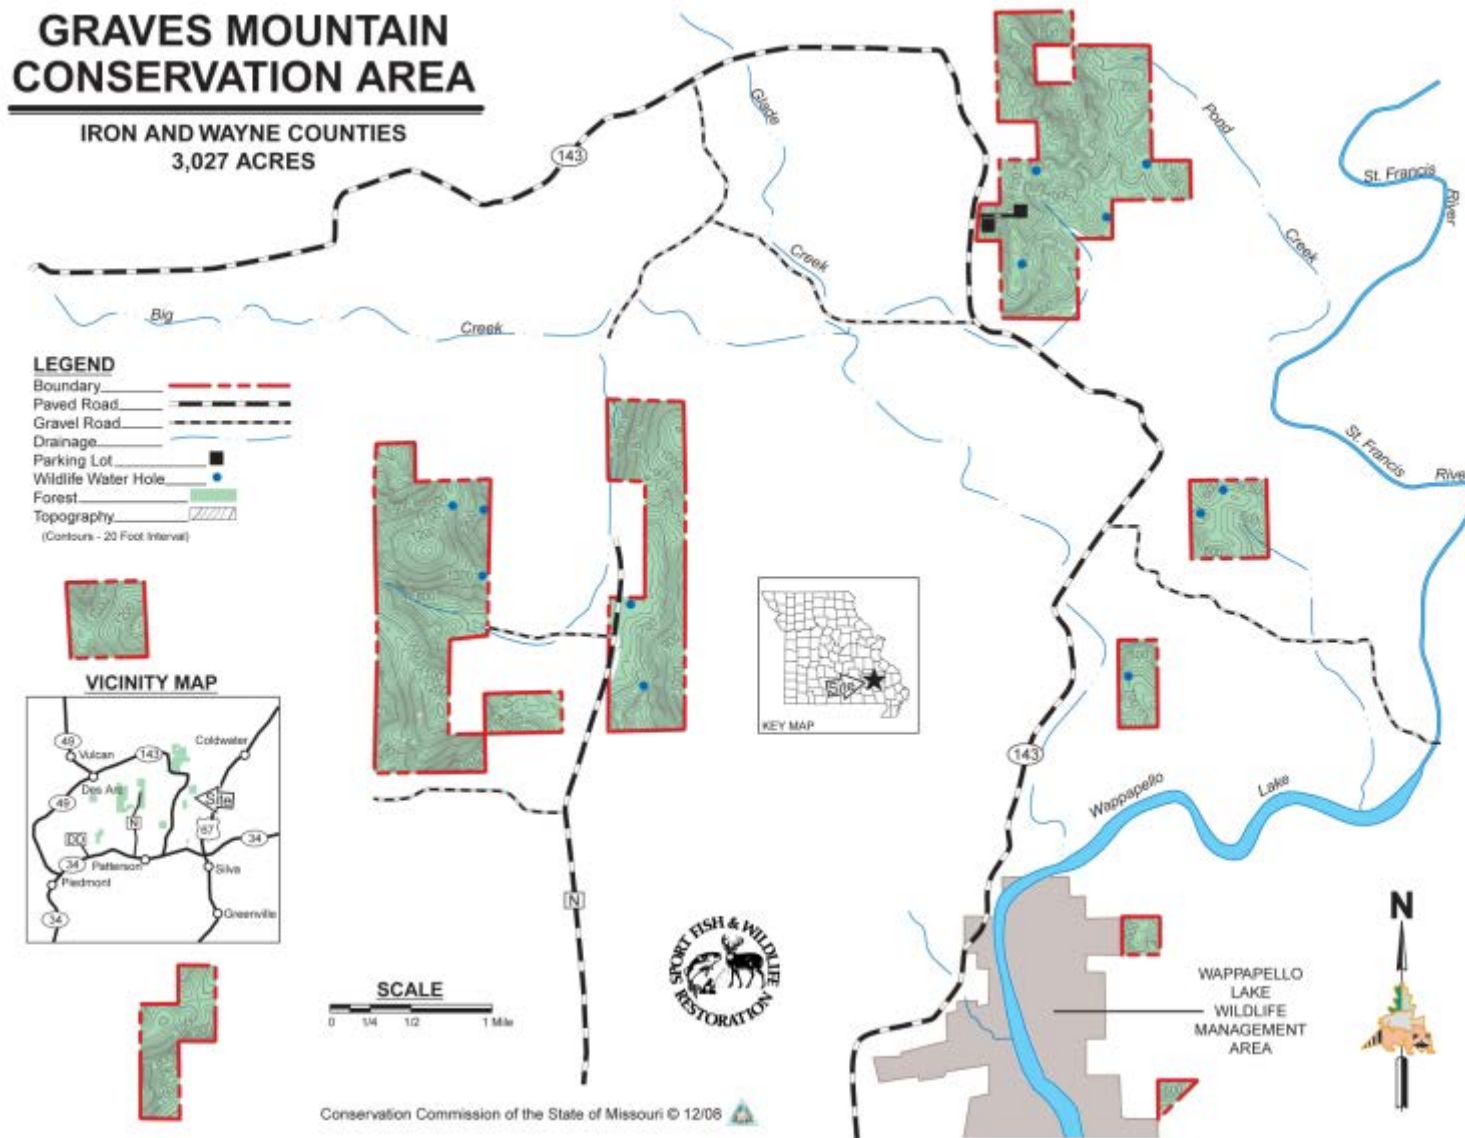 GRAVES MOUNTAIN
CONSERVATION AREA
IRON AND WAYNE COUNTIES
3,027 ACRES
143
Glade
Creek
Pond
Creek
St. Francis
River
Big
Creek
LEGEND
Boundary
Paved Road
Gravel Road
Drainage
Parking Lot
Wildlife Water Hole
Forest
Topography
(Contours - 20 Foot Interval)
St. Francis
River
VICINITY MAP
49
Vulcan
143
Coldwater
Des Arc
49
Site
N
67
DD
34
34
Patterson
Piedmont
Silva
34
Greenville
Site
KEY MAP
143
Wappapello
Lake
N
SPORT FISH & WILDLIFE
RESTORATION
SCALE
0 1/4 1/2 1 Mile
WAPPAPELLO
LAKE
WILDLIFE
MANAGEMENT
AREA
N
Conservation Commission of the State of Missouri © 12/08